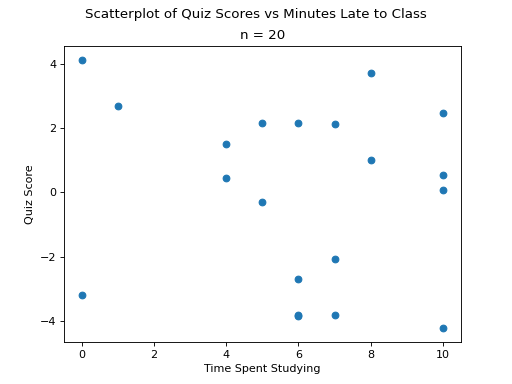 Scatterplot of Quiz Scores vs Minutes Late to Class
n = 20
4
2
0
−2
−4
Quiz Score
0 2 4 6 8 10
Time Spent Studying